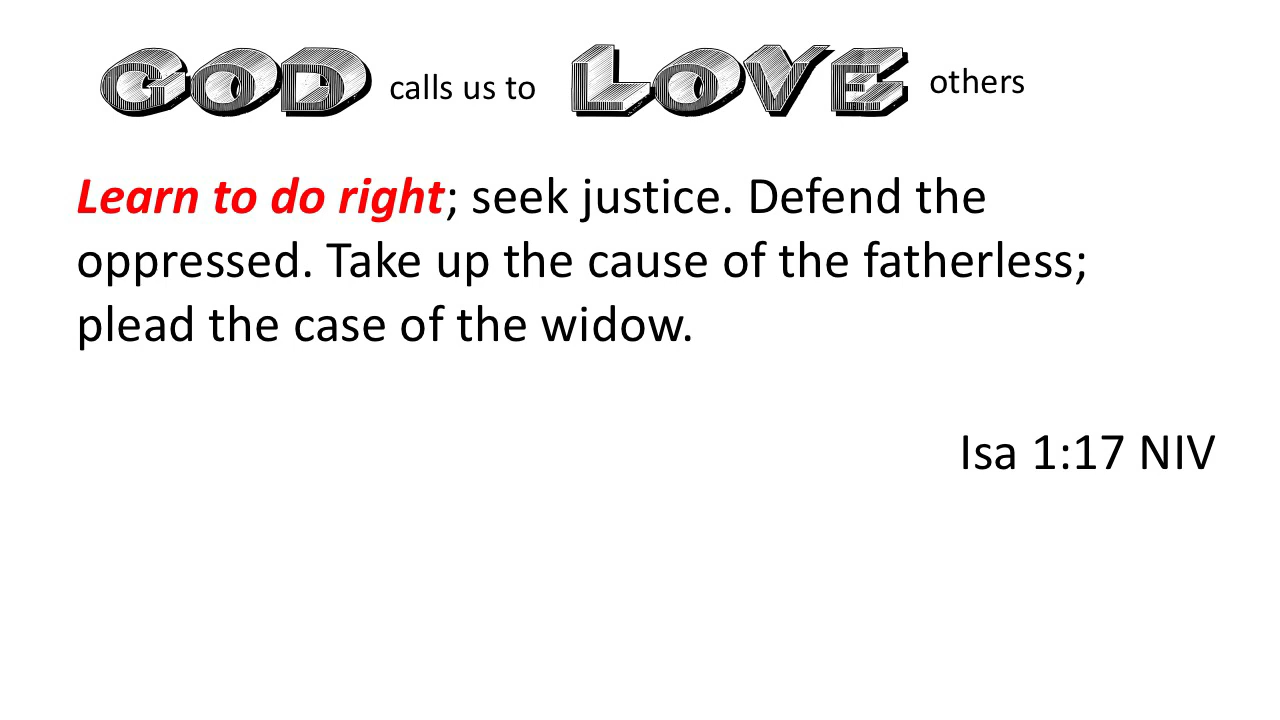 GOD calls us to LOVE others
Learn to do right; seek justice. Defend the
oppressed. Take up the cause of the fatherless;
plead the case of the widow.
Isa 1:17 NIV